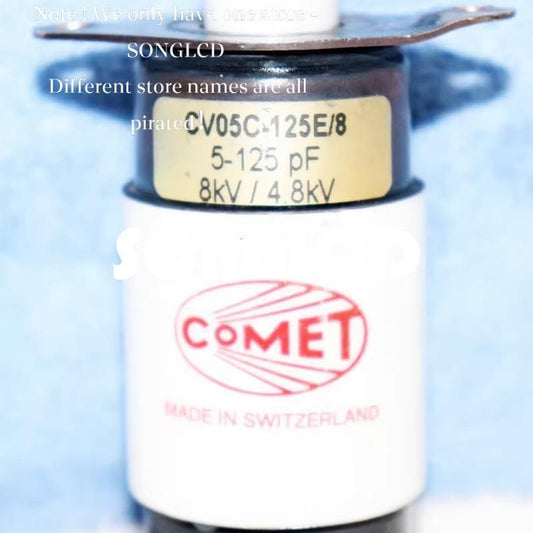 Note! We only have one store -
SONGLCD
Different store names are all
pirated!
CV05C-125E/8
5-125 pF
8kV / 4.8kV
SONGLCD
COMET
MADE IN SWITZERLAND